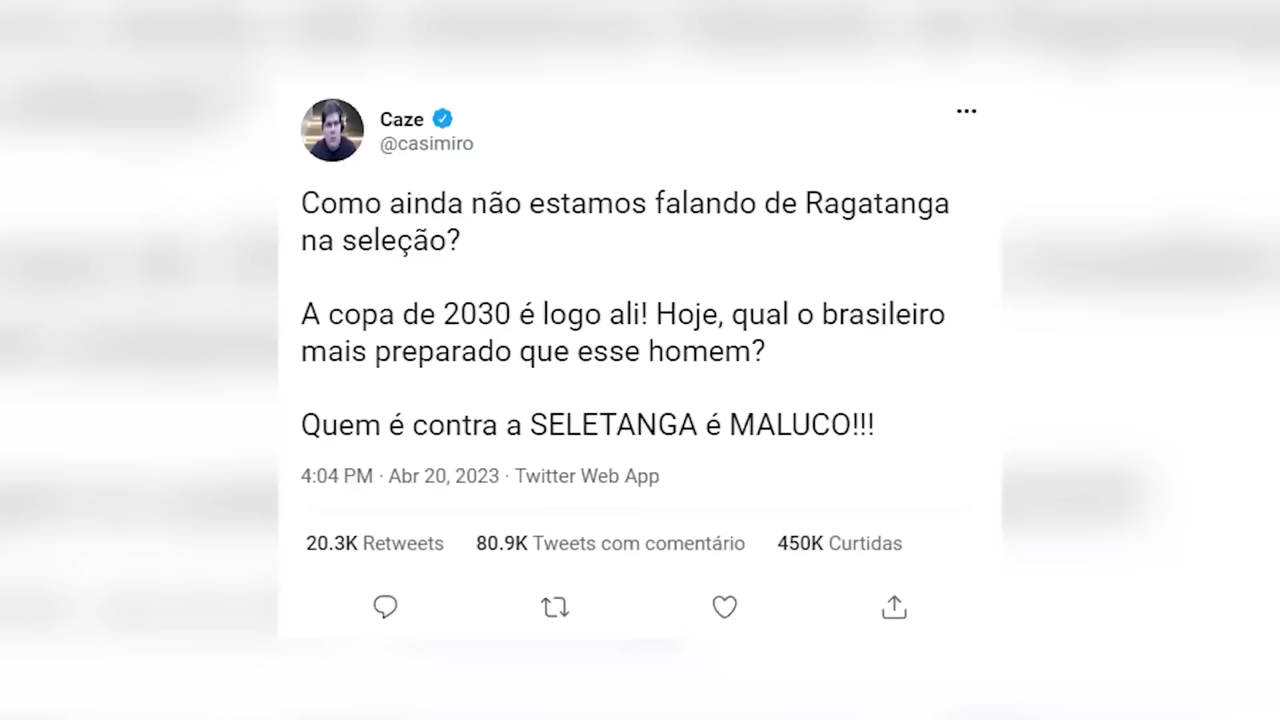 Caze
@casimiro
Como ainda não estamos falando de Ragatanga
na seleção?
A copa de 2030 é logo ali! Hoje, qual o brasileiro
mais preparado que esse homem?
Quem é contra a SELETANGA é MALUCO!!!
4:04 PM · Abr 20, 2023 · Twitter Web App
20.3K Retweets 80.9K Tweets com comentário 450K Curtidas